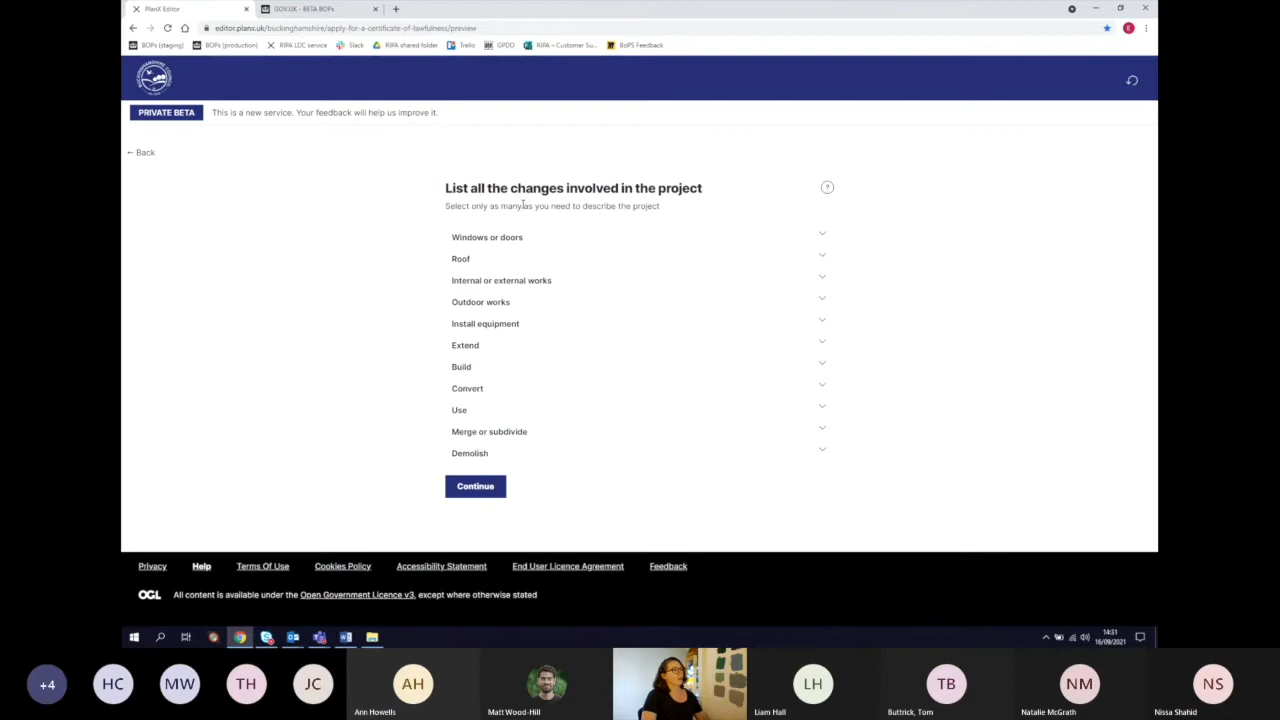 PlanX Editor
GOV.UK - BETA BOPs
editor.planx.uk/buckinghamshire/apply-for-a-certificate-of-lawfulness/preview
E
BOPs (staging)
BOPs (production)
RIPA LDC service
Slack
RIPA shared folder
Trello
GPDO
RIPA – Customer Su...
BoPS Feedback
BUCKINGHAMSHIRE COUNCIL
PRIVATE BETA
This is a new service. Your feedback will help us improve it.
← Back
List all the changes involved in the project
?
Select only as many as you need to describe the project
Windows or doors
Roof
Internal or external works
Outdoor works
Install equipment
Extend
Build
Convert
Use
Merge or subdivide
Demolish
Continue
Privacy
Help
Terms Of Use
Cookies Policy
Accessibility Statement
End User Licence Agreement
Feedback
OGL
All content is available under the Open Government Licence v3, except where otherwise stated
14:31
16/09/2021
+4
HC
MW
TH
JC
AH
Ann Howells
Matt Wood-Hill
LH
Liam Hall
TB
Buttrick, Tom
NM
Natalie McGrath
NS
Nissa Shahid